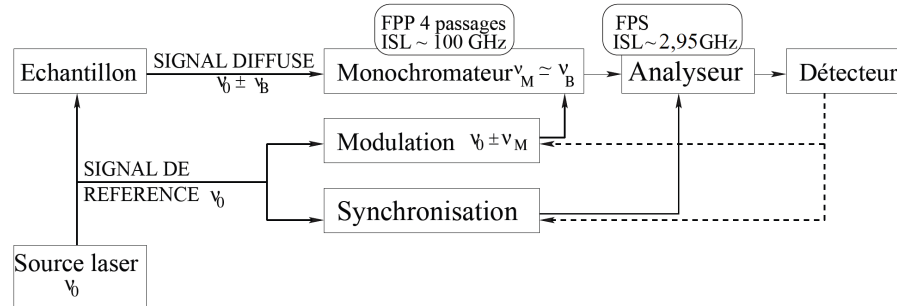 FPP 4 passages
ISL ~ 100 GHz
FPS
ISL~2,95GHz
Echantillon
SIGNAL DIFFUSE
ν0 ± νB
Monochromateur νM ≃ νB
Analyseur
Détecteur
Modulation ν0 ± νM
SIGNAL DE
REFERENCE ν0
Synchronisation
Source laser
ν0